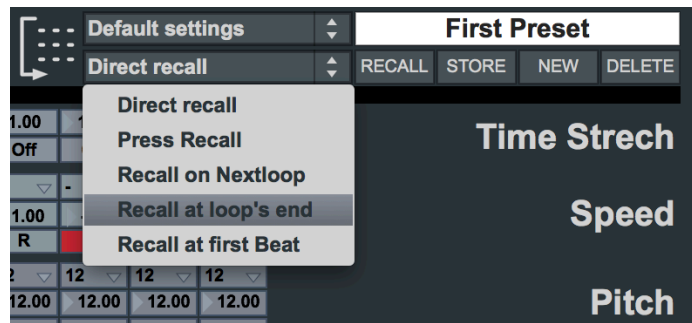 Default settings
First Preset
Direct recall
RECALL STORE NEW DELETE
Direct recall
Press Recall
Recall on Nextloop
Recall at loop's end
Recall at first Beat
1.00
Off
Time Strech
-
1.00
R
Speed
12 12 12
12.00 12.00 12.00 12.00
Pitch